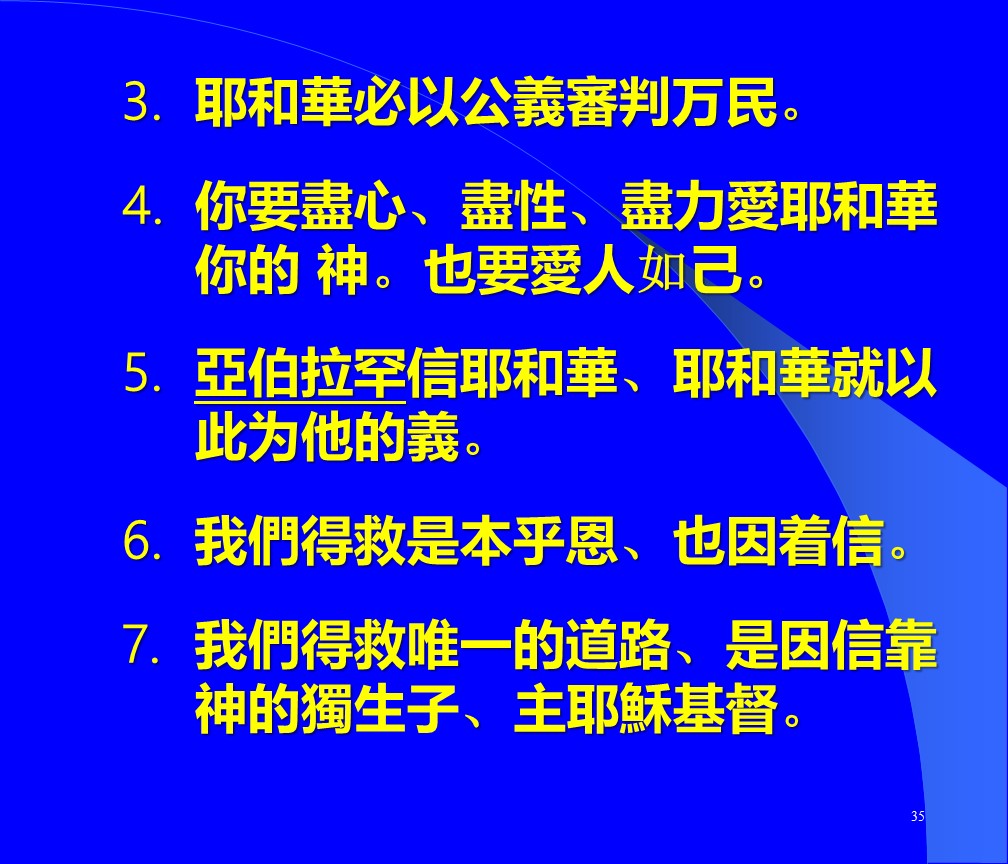 3. 耶和華必以公義審判万民。
4. 你要盡心、盡性、盡力愛耶和華
你的 神。也要愛人如己。
5. 亞伯拉罕信耶和華、耶和華就以
此为他的義。
6. 我們得救是本乎恩、也因着信。
7. 我們得救唯一的道路、是因信靠
神的獨生子、主耶穌基督。
35